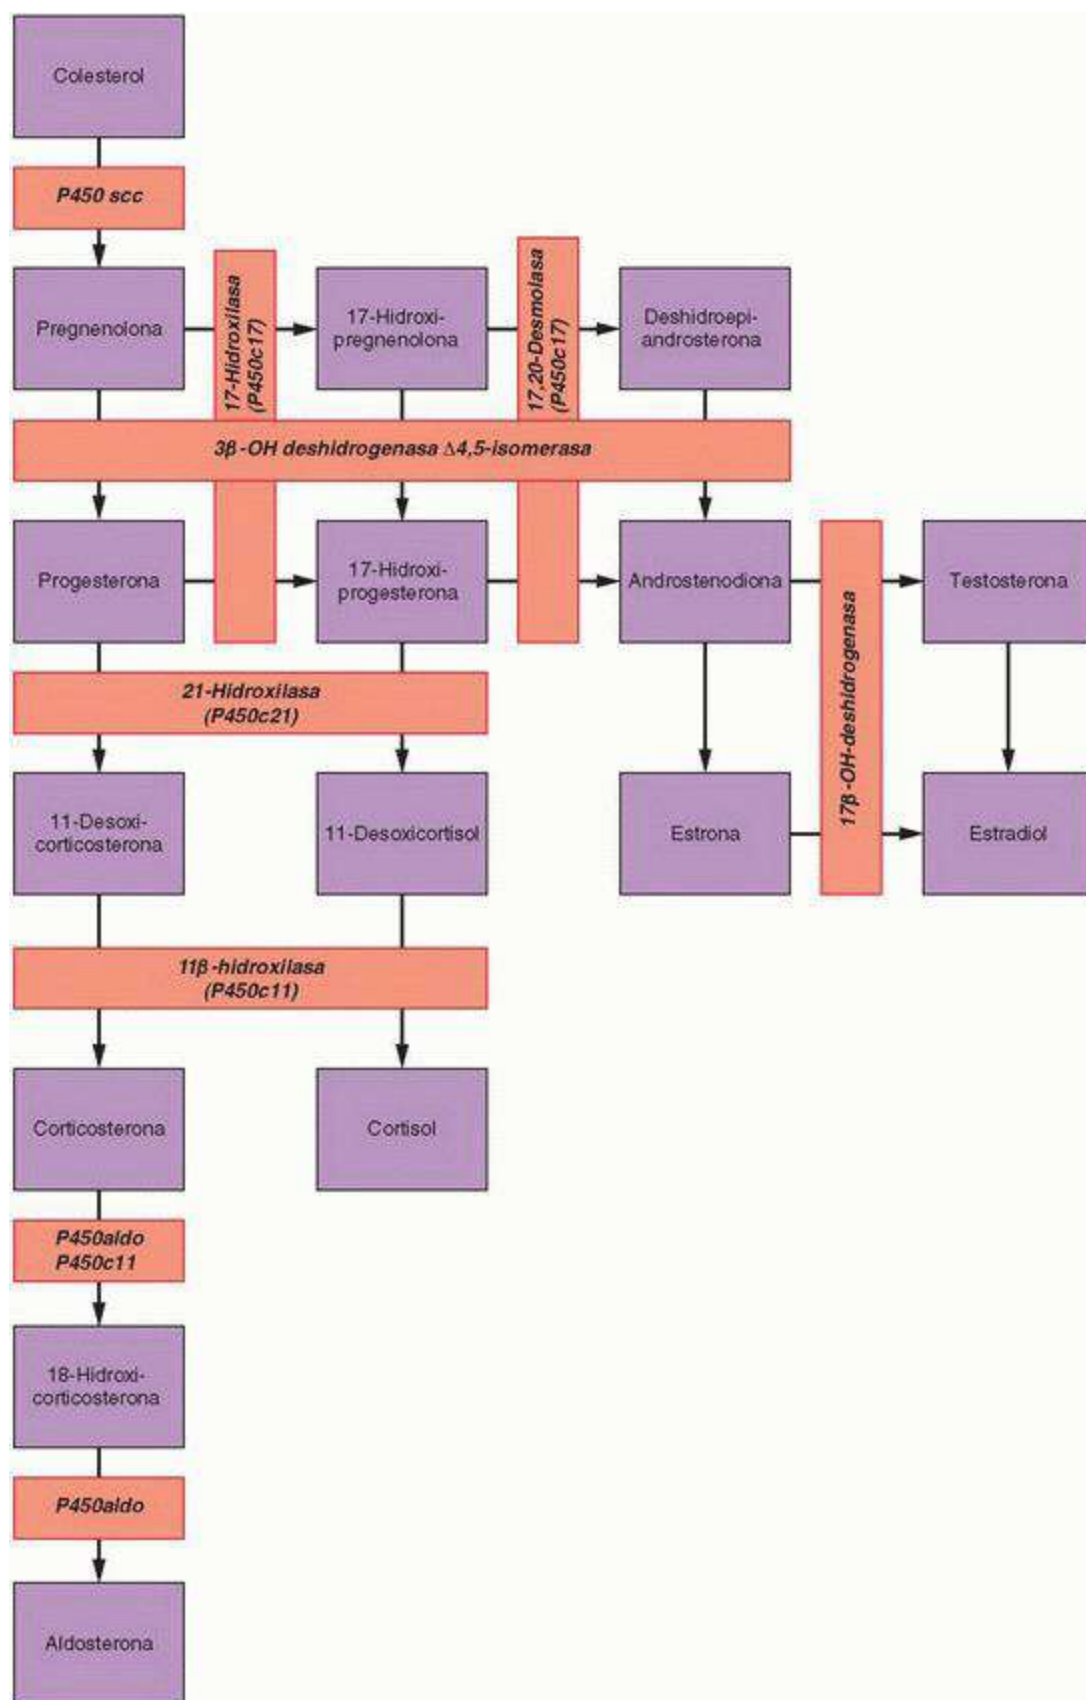 Colesterol
P450 scc
Pregnenolona
17-Hidroxilasa
(P450c17)
17-Hidroxi-
pregnenolona
17,20-Desmolasa
(P450c17)
Deshidroepi-
androsterona
3β-OH deshidrogenasa Δ4,5-isomerasa
Progesterona
17-Hidroxi-
progesterona
Androstenodiona
17β-OH-deshidrogenasa
Testosterona
21-Hidroxilasa
(P450c21)
11-Desoxi-
corticosterona
11-Desoxicortisol
Estrona
Estradiol
11β-hidroxilasa
(P450c11)
Corticosterona
Cortisol
P450aldo
P450c11
18-Hidroxi-
corticosterona
P450aldo
Aldosterona